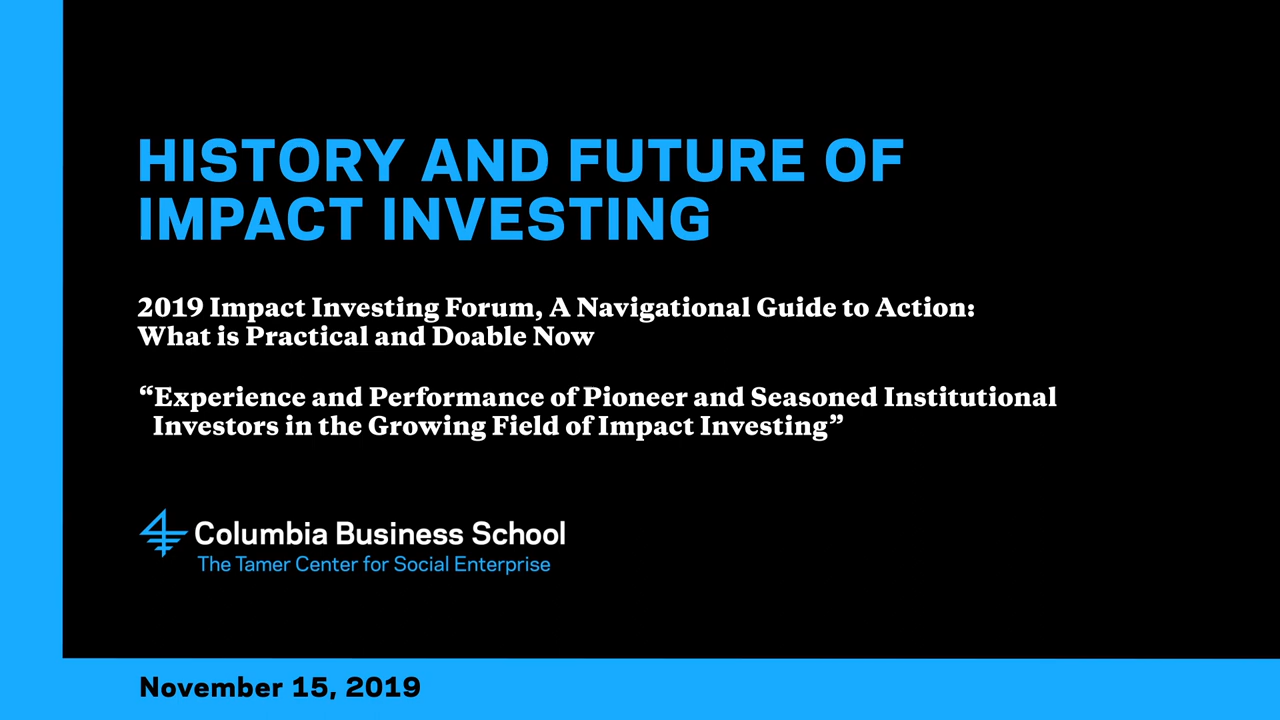 HISTORY AND FUTURE OF
IMPACT INVESTING
2019 Impact Investing Forum, A Navigational Guide to Action:
What is Practical and Doable Now
“Experience and Performance of Pioneer and Seasoned Institutional
Investors in the Growing Field of Impact Investing”
Columbia Business School
The Tamer Center for Social Enterprise
November 15, 2019